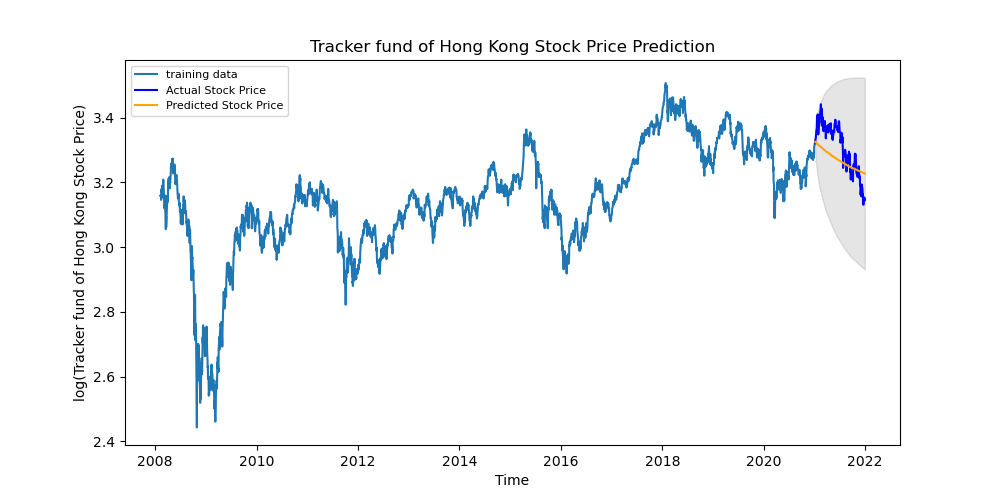 Tracker fund of Hong Kong Stock Price Prediction
training data
Actual Stock Price
Predicted Stock Price
log(Tracker fund of Hong Kong Stock Price)
3.4
3.2
3.0
2.8
2.6
2.4
2008 2010 2012 2014 2016 2018 2020 2022
Time